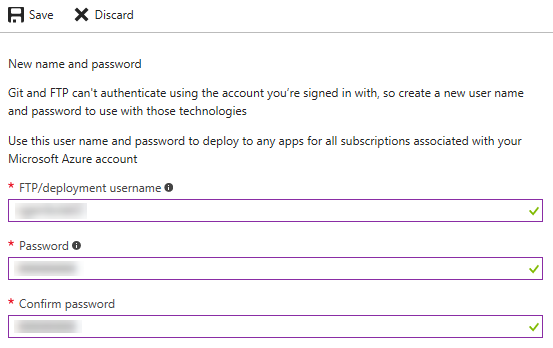 Save Discard
New name and password
Git and FTP can't authenticate using the account you're signed in with, so create a new user name
and password to use with those technologies
Use this user name and password to deploy to any apps for all subscriptions associated with your
Microsoft Azure account
* FTP/deployment username
* Password
* Confirm password